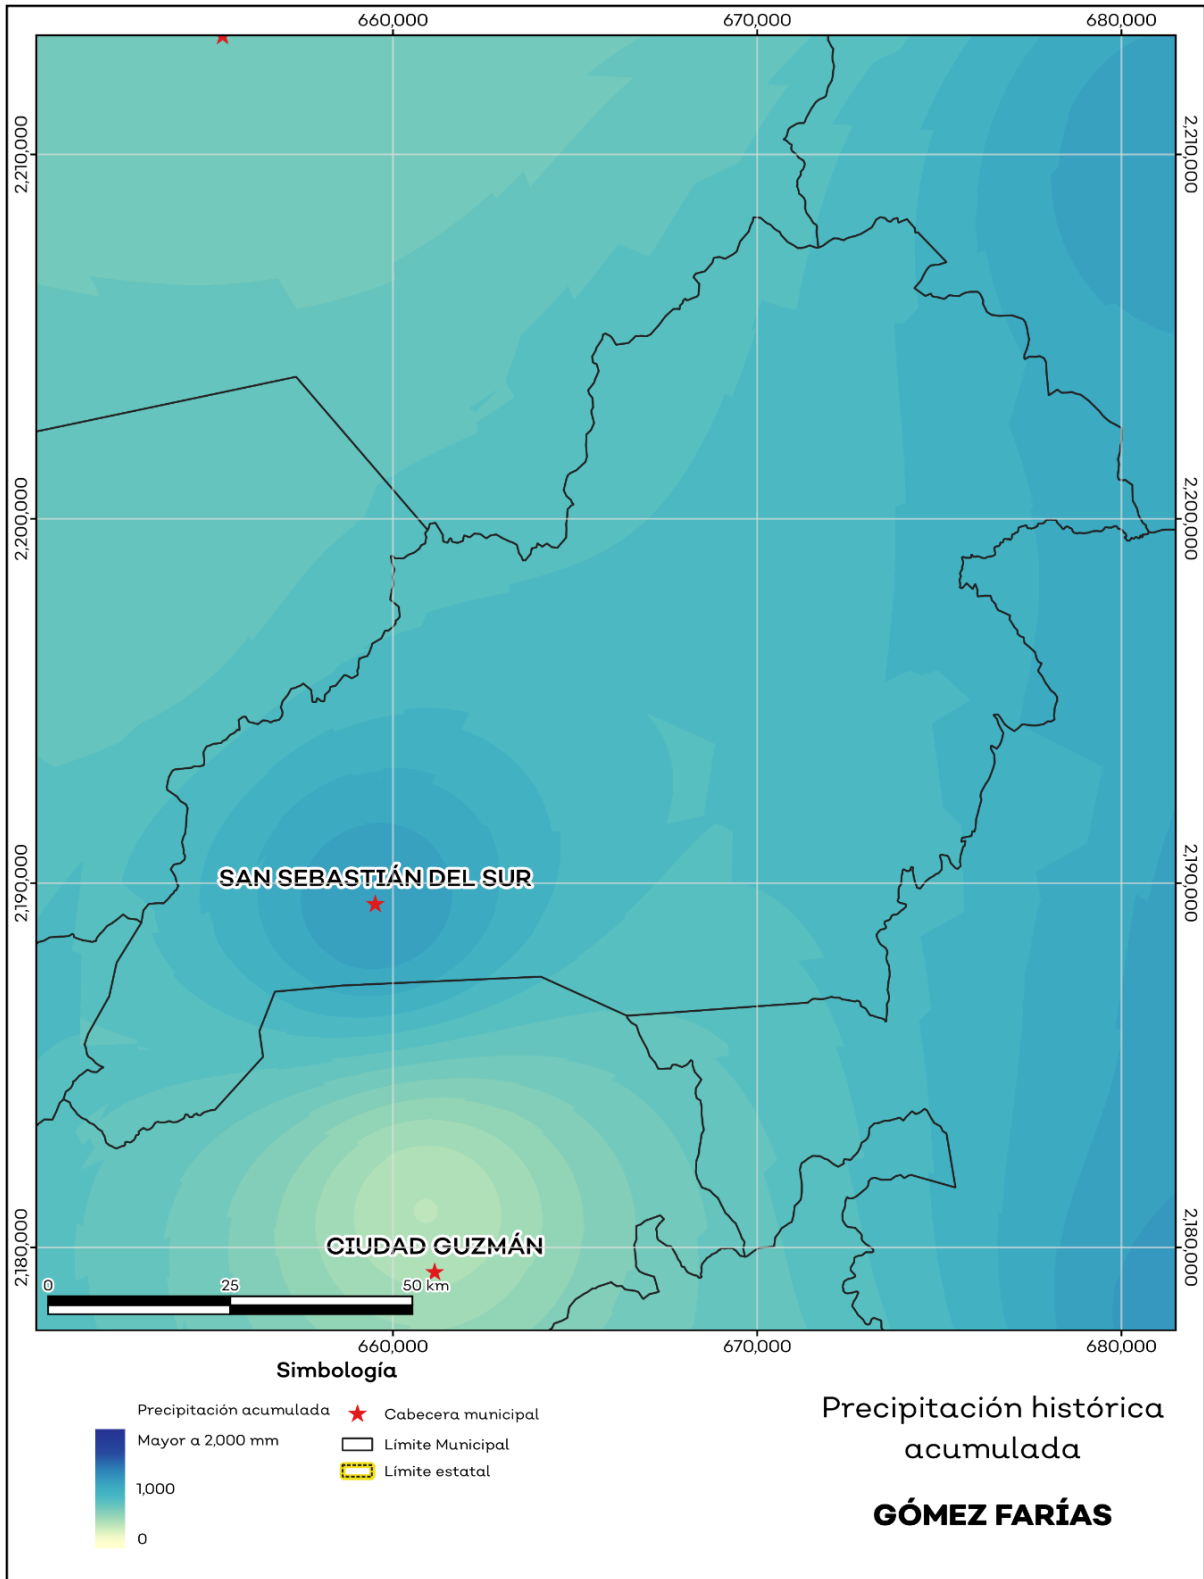 660,000
670,000
680,000
2,210,000
2,210,000
2,200,000
2,200,000
SAN SEBASTIÁN DEL SUR
2,190,000
2,190,000
CIUDAD GUZMÁN
2,180,000
2,180,000
0
25
50 km
660,000
670,000
680,000
Simbología
Precipitación acumulada
Mayor a 2,000 mm
1,000
0
Cabecera municipal
Límite Municipal
Límite estatal
Precipitación histórica
acumulada
GÓMEZ FARÍAS